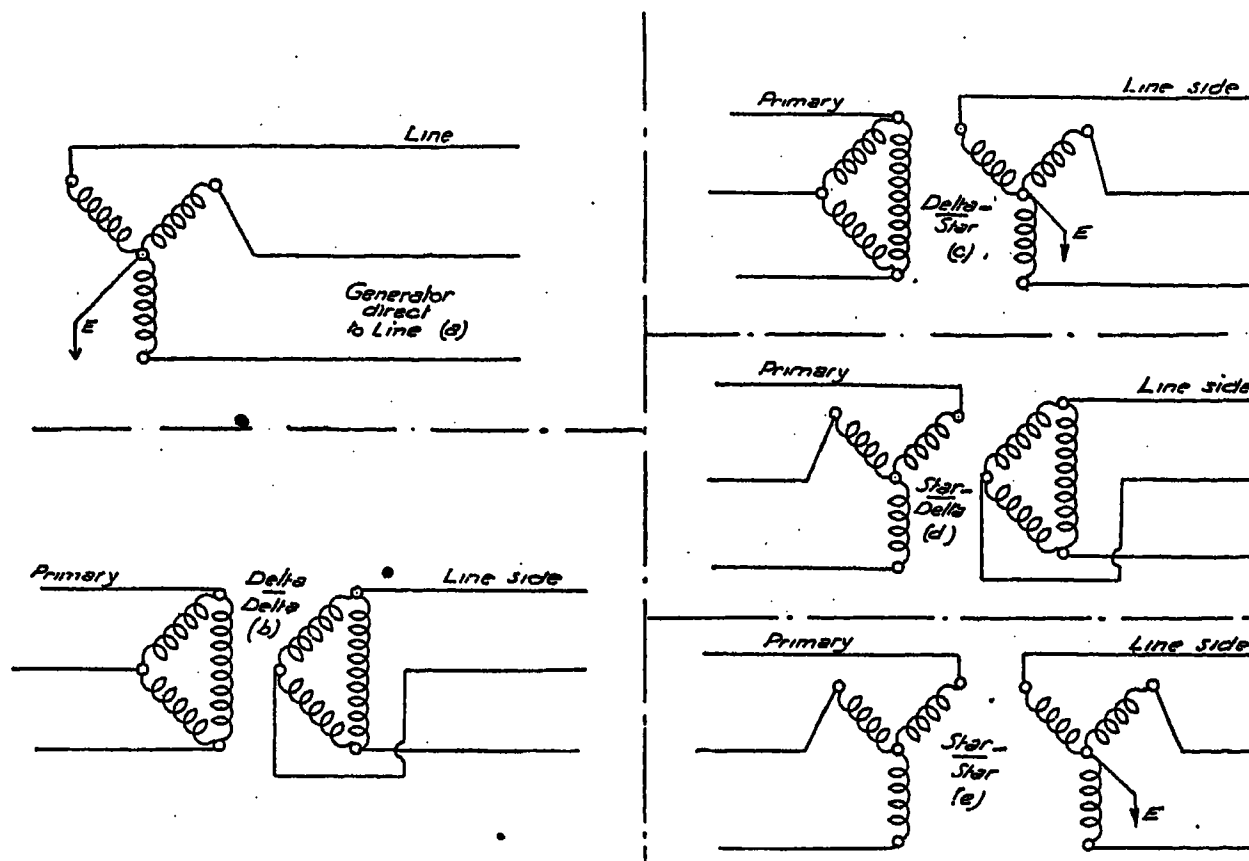 Line
E
Generator
direct
to Line (a)
Primary
Delta
Delta
(b)
Line side
Primary
Line side
Delta-
Star
(c)
E
Primary
Line side
Star-
Delta
(d)
Primary
Line side
Star-
Star
(e)
E